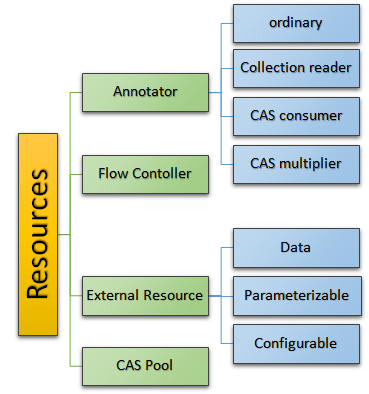 Resources
Annotator
ordinary
Collection reader
CAS consumer
CAS multiplier
Flow Contoller
External Resource
Data
Parameterizable
Configurable
CAS Pool